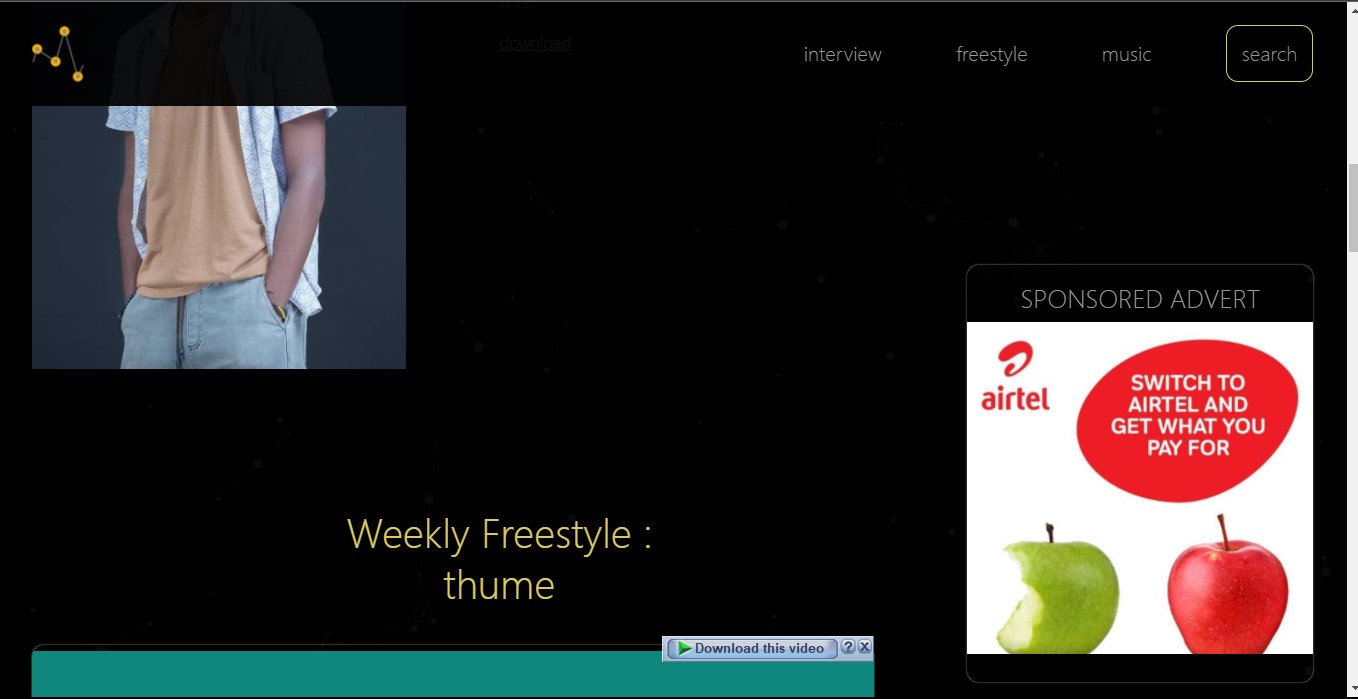 this.
download
interview
freestyle
music
search
SPONSORED ADVERT
airtel
SWITCH TO
AIRTEL AND
GET WHAT YOU
PAY FOR
Weekly Freestyle :
thume
Download this video
?
X